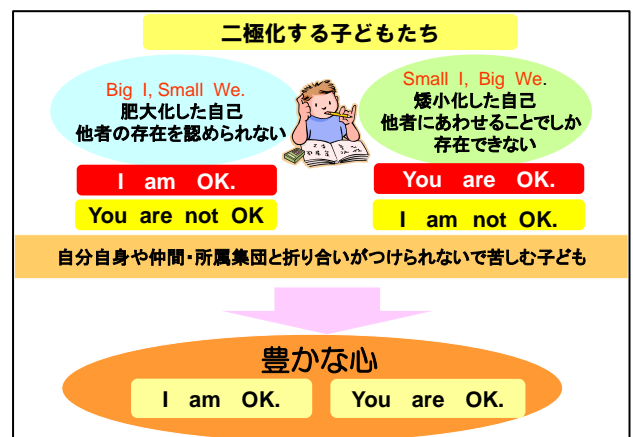 二極化する子どもたち
Big I, Small We.
肥大化した自己
他者の存在を認められない
I am OK.
You are not OK
Small I, Big We.
矮小化した自己
他者にあわせることでしか
存在できない
You are OK.
I am not OK.
自分自身や仲間・所属集団と折り合いがつけられないで苦しむ子ども
豊かな心
I am OK.
You are OK.